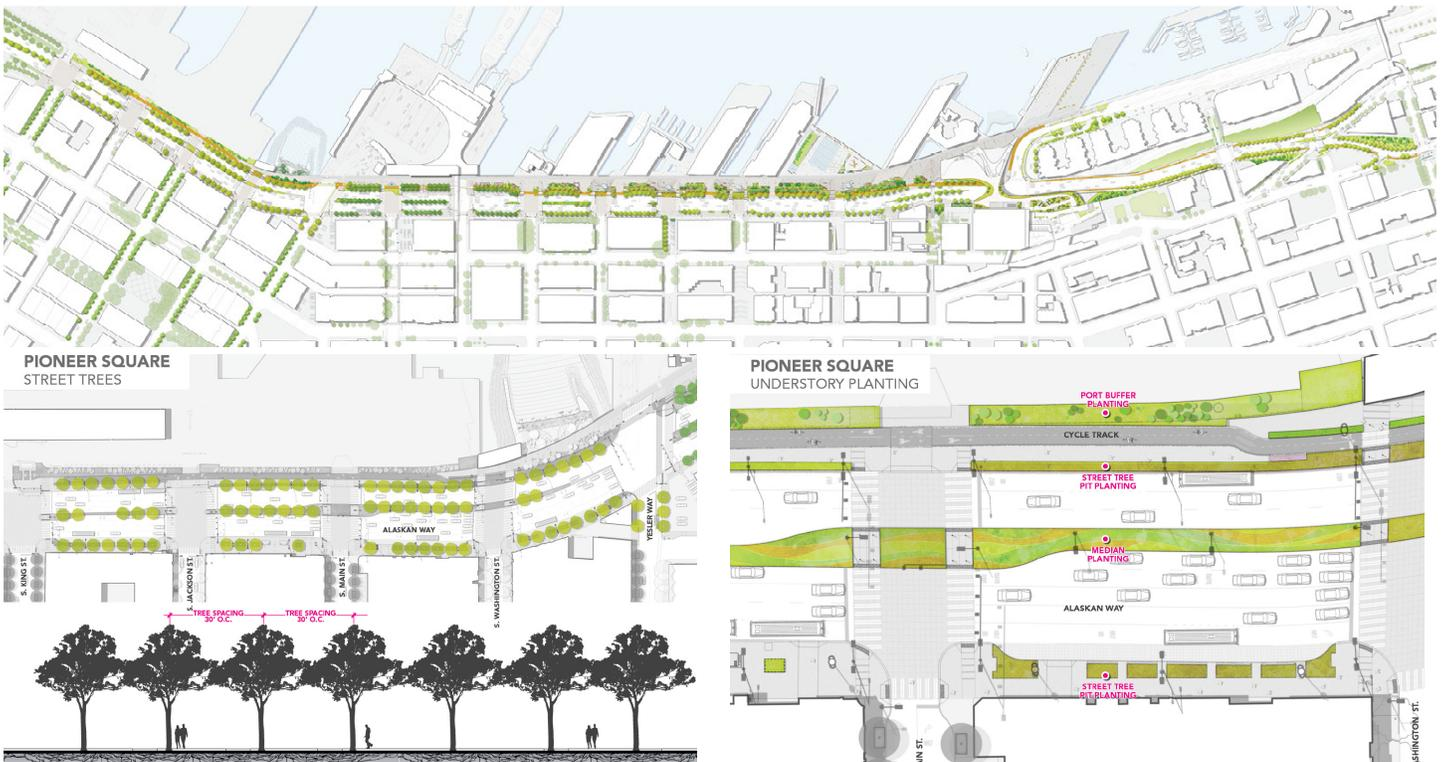 PIONEER SQUARE
STREET TREES
ALASKAN WAY
YESLER WAY
S. KING ST.
S. JACKSON ST.
S. MAIN ST.
S. WASHINGTON ST.
TREE SPACING
30' O.C.
TREE SPACING
30' O.C.
PIONEER SQUARE
UNDERSTORY PLANTING
PORT BUFFER
PLANTING
CYCLE TRACK
STREET TREE
PIT PLANTING
MEDIAN
PLANTING
ALASKAN WAY
STREET TREE
PIT PLANTING
ST.
ST.